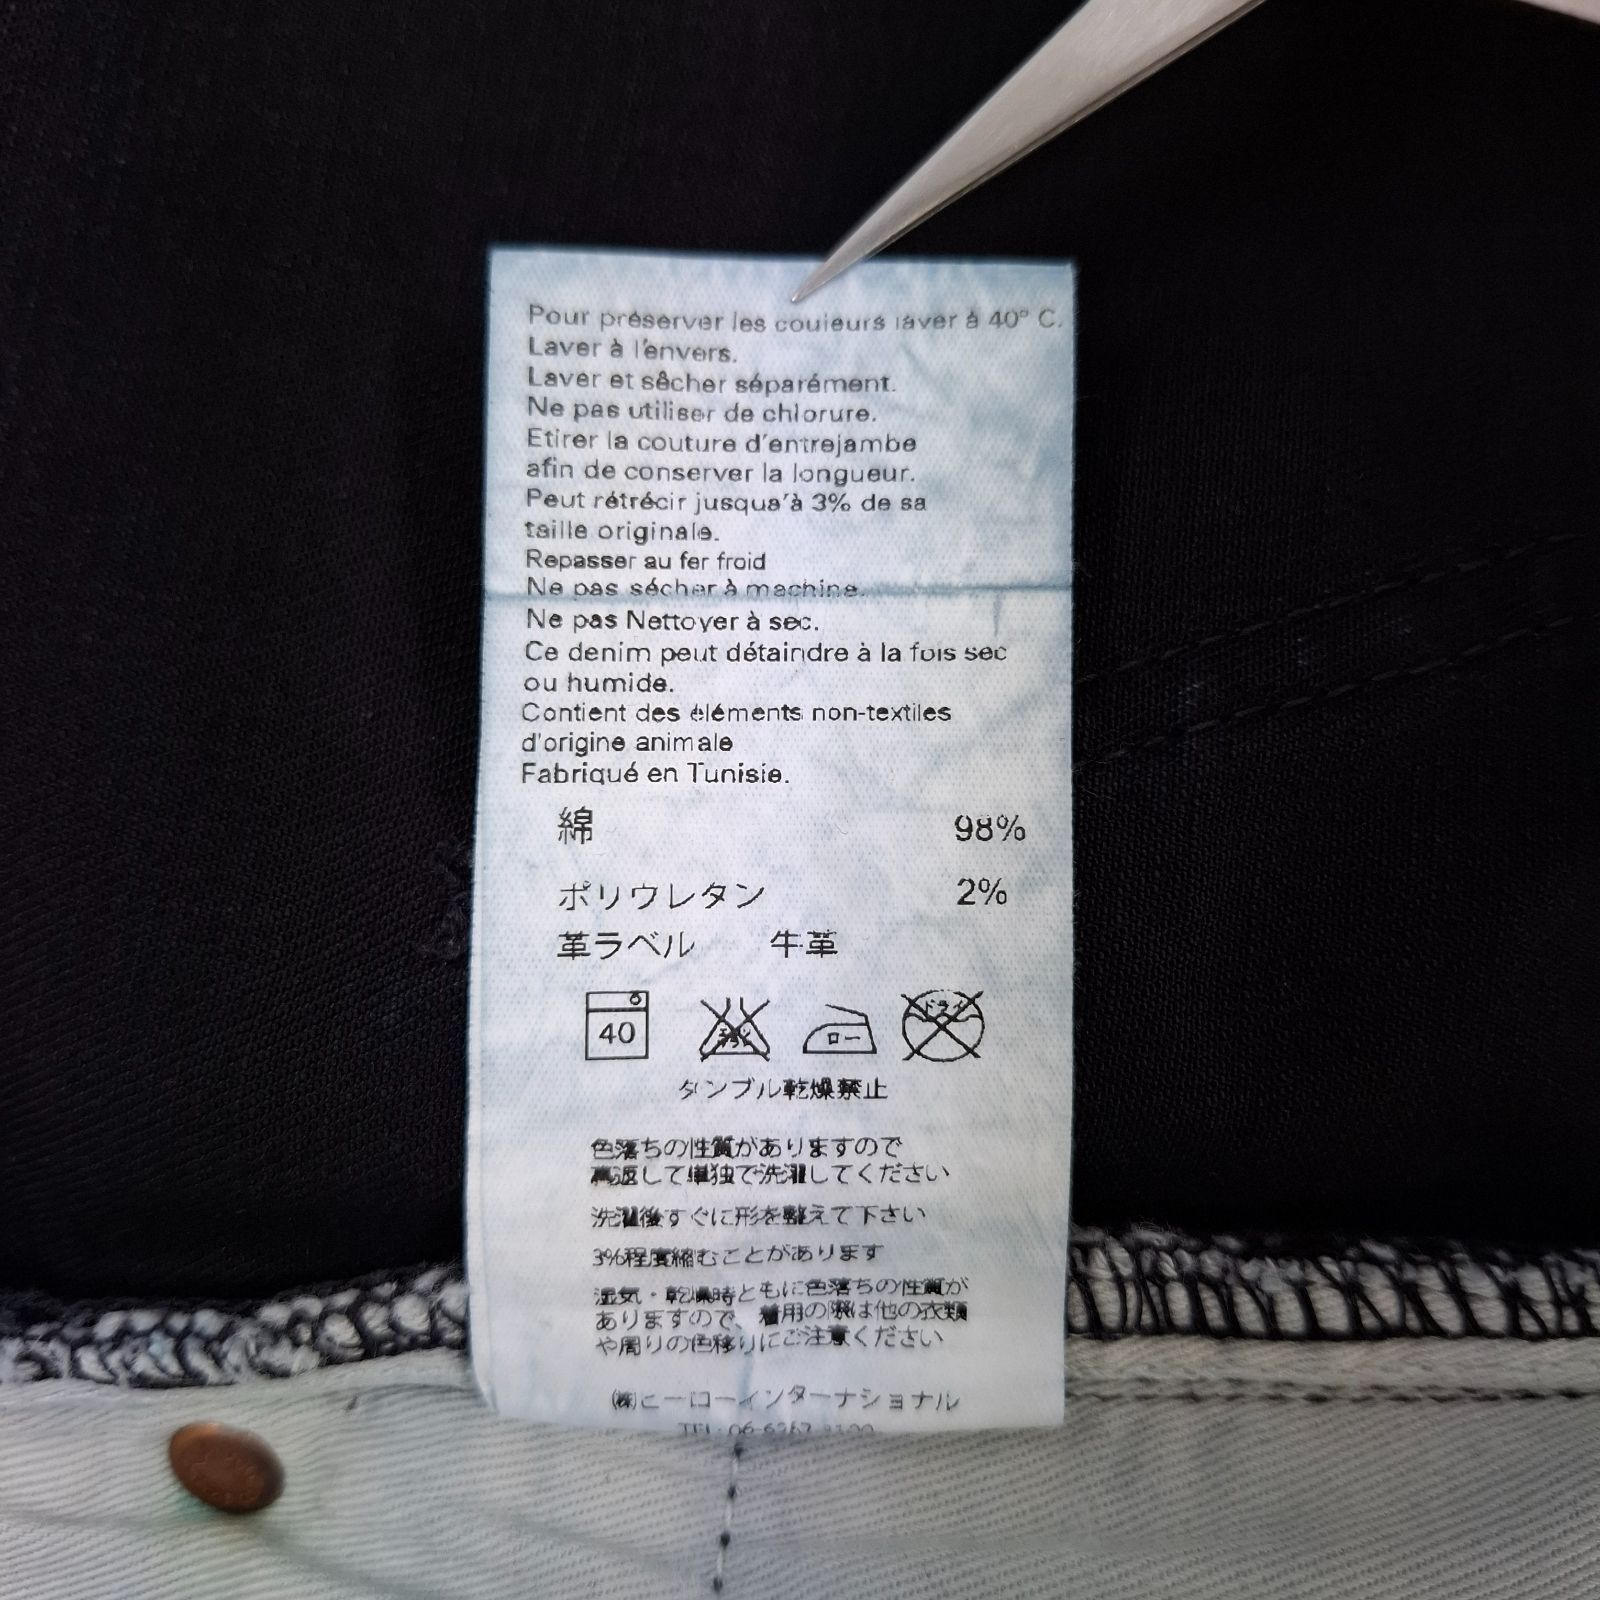 Pour préserver les couleurs laver à 40° C.
Laver à l'envers.
Laver et sêcher séparément.
Ne pas utiliser de chlorure.
Etirer la couture d'entrejambe
afin de conserver la longueur.
Peut rétrécir jusqua'à 3% de sa
taille originale.
Repasser au fer froid
Ne pas sécher à machine.
Ne pas Nettoyer à sec.
Ce denim peut détaindre à la fois sec
ou humide.
Contient des éléments non-textiles
d'origine animale
Fabriqué en Tunisie.
綿 98%
ポリウレタン 2%
革ラベル 牛革
40 ロー ドライ
タンブル乾燥禁止
色落ちの性質がありますので
裏返して単独で洗濯してください
洗濯後すぐに形を整えて下さい
3%程度縮むことがあります
湿気・乾燥時ともに色落ちの性質が
ありますので、着用の際は他の衣類
や周りの色移りにご注意ください
㈱ヒーローインターナショナル
TEL: